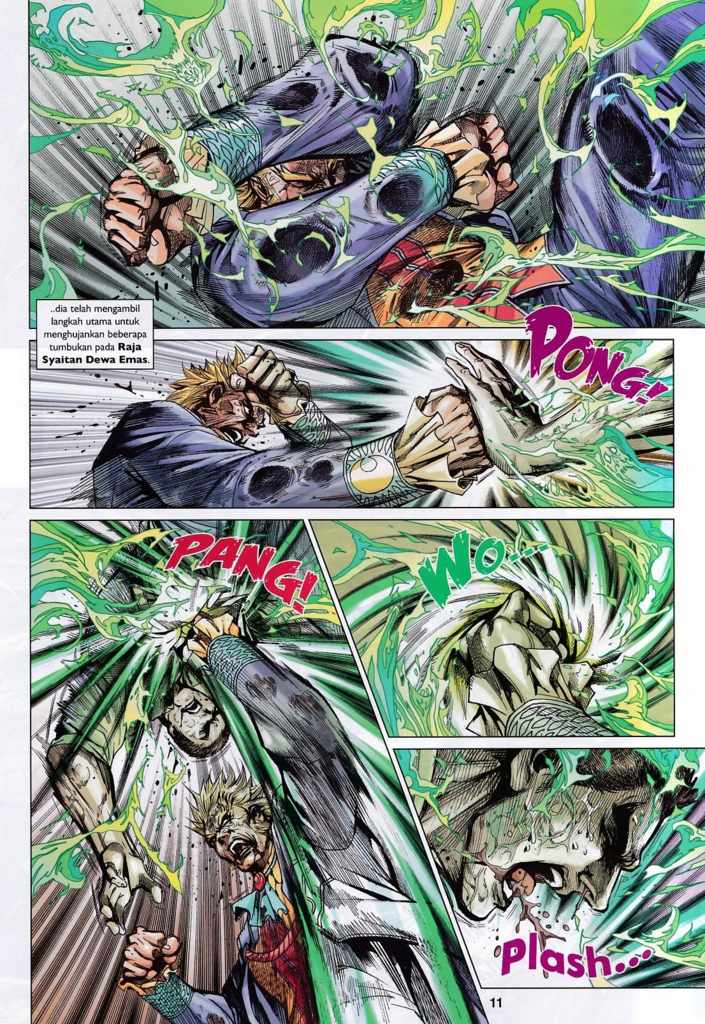 ..dia telah mengambil
langkah utama untuk
menghujankan beberapa
tumbukan pada Raja
Syaitan Dewa Emas.
PONG!
PANG!
WO...
Plash...
11